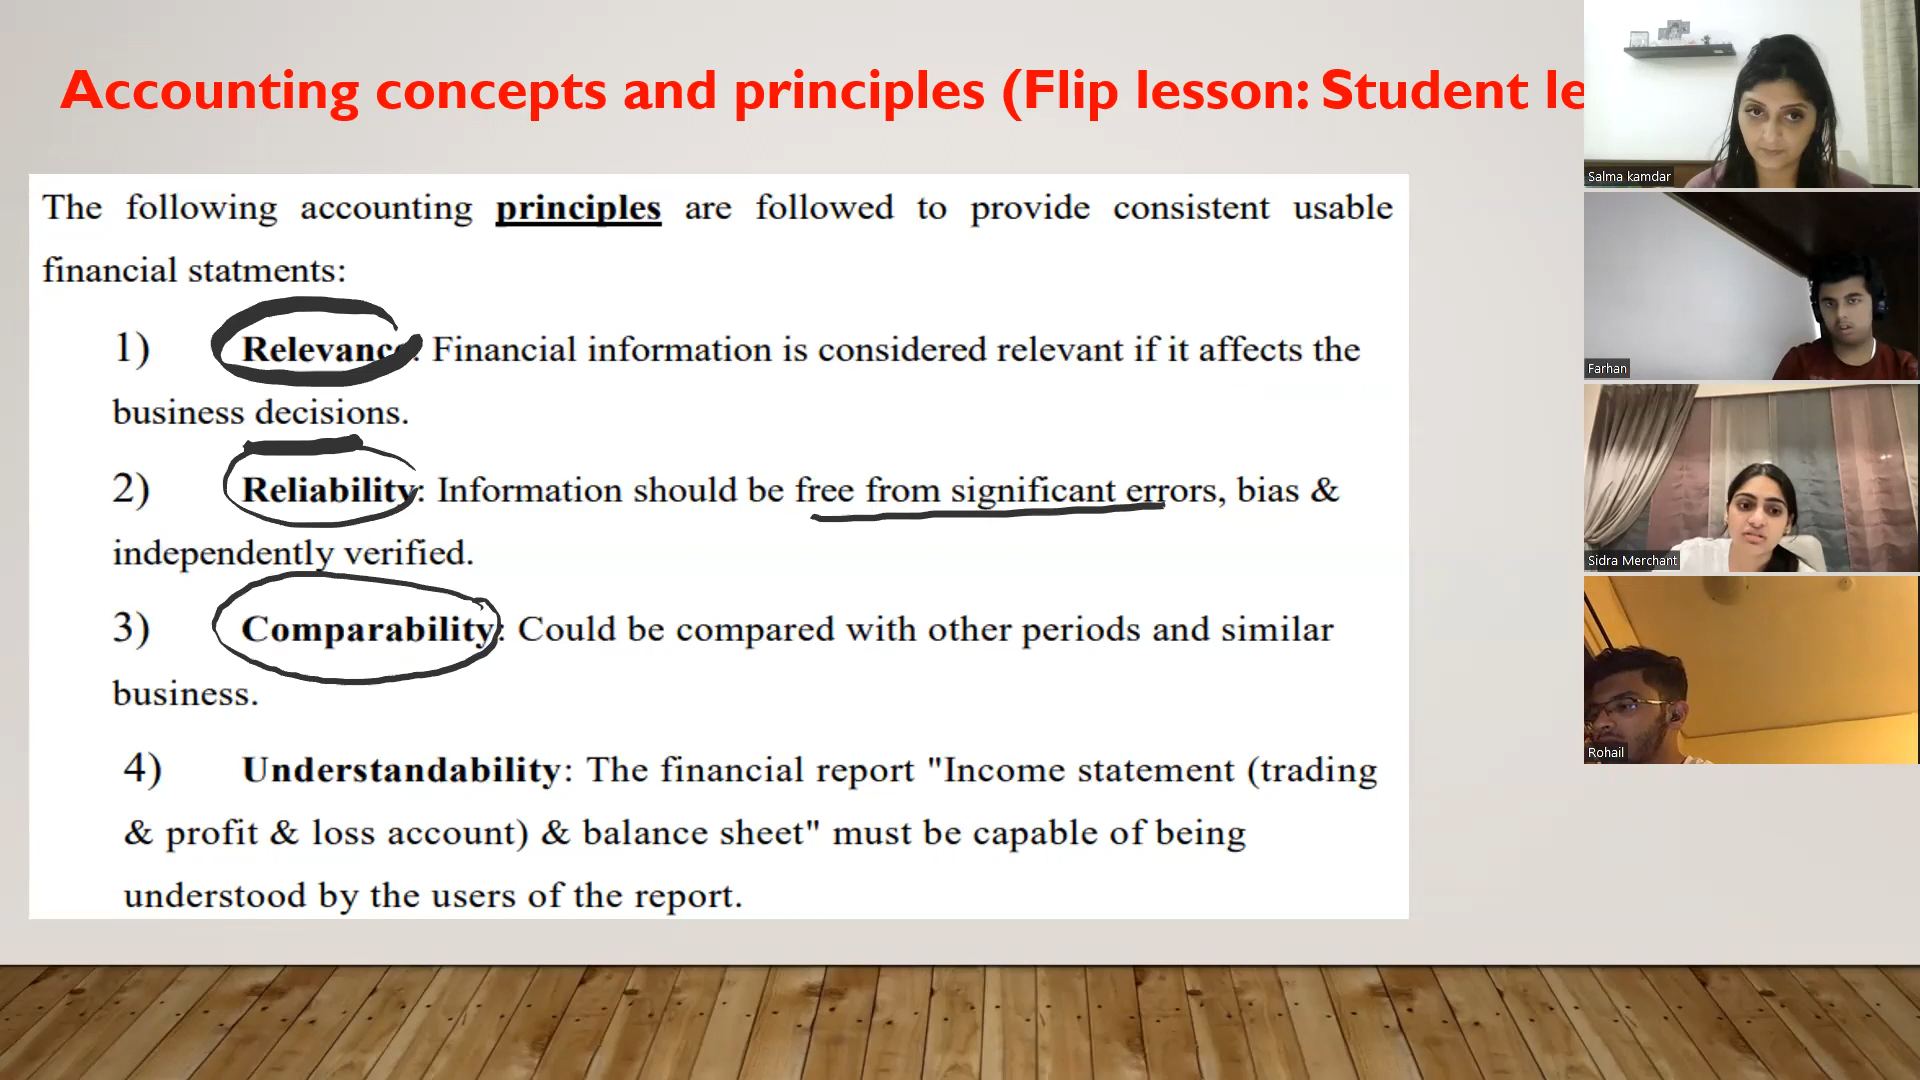 Accounting concepts and principles (Flip lesson: Student le
The following accounting principles are followed to provide consistent usable
financial statments:
1) Relevance: Financial information is considered relevant if it affects the
business decisions.
2) Reliability: Information should be free from significant errors, bias &
independently verified.
3) Comparability: Could be compared with other periods and similar
business.
4) Understandability: The financial report "Income statement (trading
& profit & loss account) & balance sheet" must be capable of being
understood by the users of the report.
Salma kamdar
Farhan
Sidra Merchant
Rohail